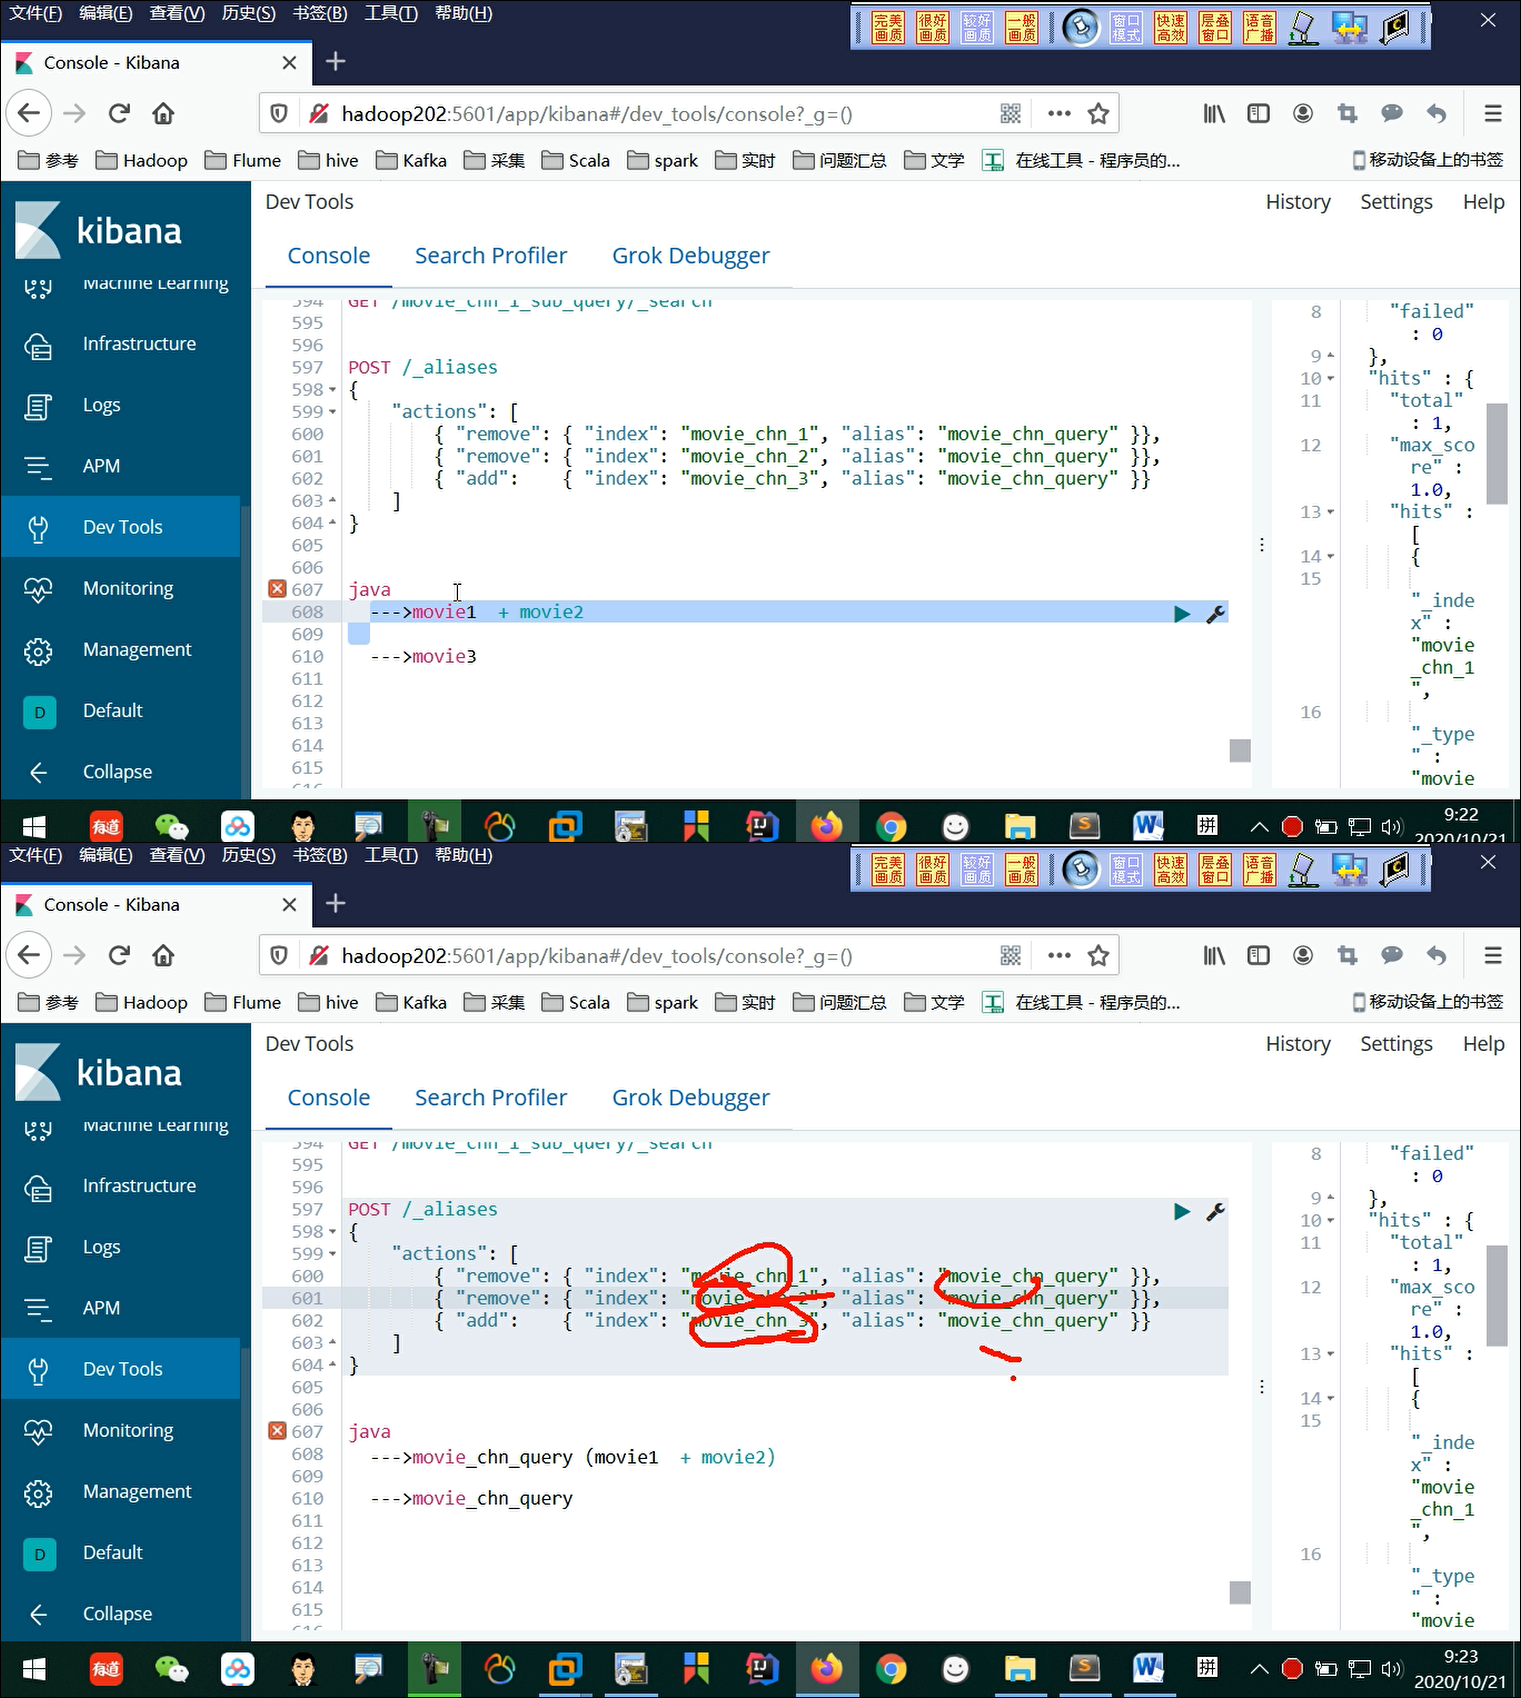 文件(F) 编辑(E) 查看(V) 历史(S) 书签(B) 工具(T) 帮助(H)
完美画质 很好画质 较好画质 一般画质 窗口模式 快速高效 层叠窗口 语音广播
Console - Kibana
hadoop202:5601/app/kibana#/dev_tools/console?_g=()
参考 Hadoop Flume hive Kafka 采集 Scala spark 实时 问题汇总 文学 在线工具 - 程序员的... 移动设备上的书签
kibana
Machine Learning
Infrastructure
Logs
APM
Dev Tools
Monitoring
Management
D Default
Collapse
Dev Tools
History Settings Help
Console Search Profiler Grok Debugger
594 GET /movie_chn_1_sub_query/_search
595
596
597 POST /_aliases
598 {
599 "actions": [
600 { "remove": { "index": "movie_chn_1", "alias": "movie_chn_query" }},
601 { "remove": { "index": "movie_chn_2", "alias": "movie_chn_query" }},
602 { "add": { "index": "movie_chn_3", "alias": "movie_chn_query" }}
603 ]
604 }
605
606
607 java
608 --->movie1 + movie2
609
610 --->movie3
611
612
613
614
615
8 "failed"
: 0
9 },
10 "hits" : {
11 "total"
: 1,
12 "max_sco
re" :
1.0,
13 "hits" :
[
14 {
15
"_inde
x" :
"movie
_chn_1
",
16
"_type
" :
"movie
有道 拼 9:22
2020/10/21
文件(F) 编辑(E) 查看(V) 历史(S) 书签(B) 工具(T) 帮助(H)
完美画质 很好画质 较好画质 一般画质 窗口模式 快速高效 层叠窗口 语音广播
Console - Kibana
hadoop202:5601/app/kibana#/dev_tools/console?_g=()
参考 Hadoop Flume hive Kafka 采集 Scala spark 实时 问题汇总 文学 在线工具 - 程序员的... 移动设备上的书签
kibana
Machine Learning
Infrastructure
Logs
APM
Dev Tools
Monitoring
Management
D Default
Collapse
Dev Tools
History Settings Help
Console Search Profiler Grok Debugger
594 GET /movie_chn_1_sub_query/_search
595
596
597 POST /_aliases
598 {
599 "actions": [
600 { "remove": { "index": "movie_chn_1", "alias": "movie_chn_query" }},
601 { "remove": { "index": "movie_chn_2", "alias": "movie_chn_query" }},
602 { "add": { "index": "movie_chn_3", "alias": "movie_chn_query" }}
603 ]
604 }
605
606
607 java
608 --->movie_chn_query (movie1 + movie2)
609
610 --->movie_chn_query
611
612
613
614
615
8 "failed"
: 0
9 },
10 "hits" : {
11 "total"
: 1,
12 "max_sco
re" :
1.0,
13 "hits" :
[
14 {
15
"_inde
x" :
"movie
_chn_1
",
16
"_type
" :
"movie
有道 拼 9:23
2020/10/21